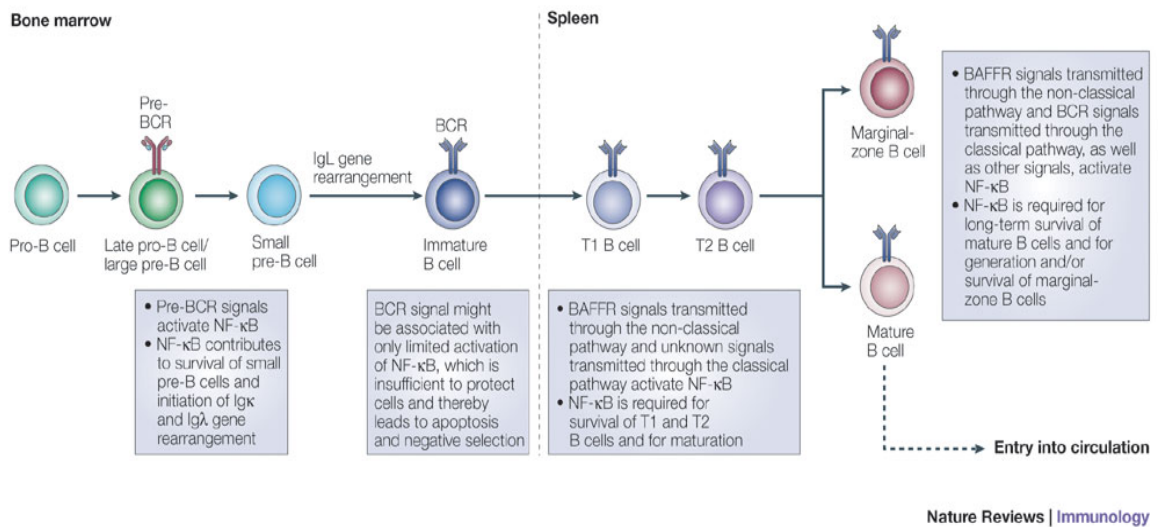 Bone marrow
Spleen
Pre-
BCR
BCR
IgL gene
rearrangement
Pro-B cell
Late pro-B cell/
large pre-B cell
Small
pre-B cell
Immature
B cell
T1 B cell
T2 B cell
Marginal-
zone B cell
Mature
B cell
• Pre-BCR signals
activate NF-κB
• NF-κB contributes
to survival of small
pre-B cells and
initiation of Igκ
and Igλ gene
rearrangement
BCR signal might
be associated with
only limited activation
of NF-κB, which is
insufficient to protect
cells and thereby
leads to apoptosis
and negative selection
• BAFFR signals transmitted
through the non-classical
pathway and unknown signals
transmitted through the classical
pathway activate NF-κB
• NF-κB is required for
survival of T1 and T2
B cells and for maturation
• BAFFR signals transmitted
through the non-classical
pathway and BCR signals
transmitted through the
classical pathway, as well
as other signals, activate
NF-κB
• NF-κB is required for
long-term survival of
mature B cells and for
generation and/or
survival of marginal-
zone B cells
Entry into circulation
Nature Reviews | Immunology